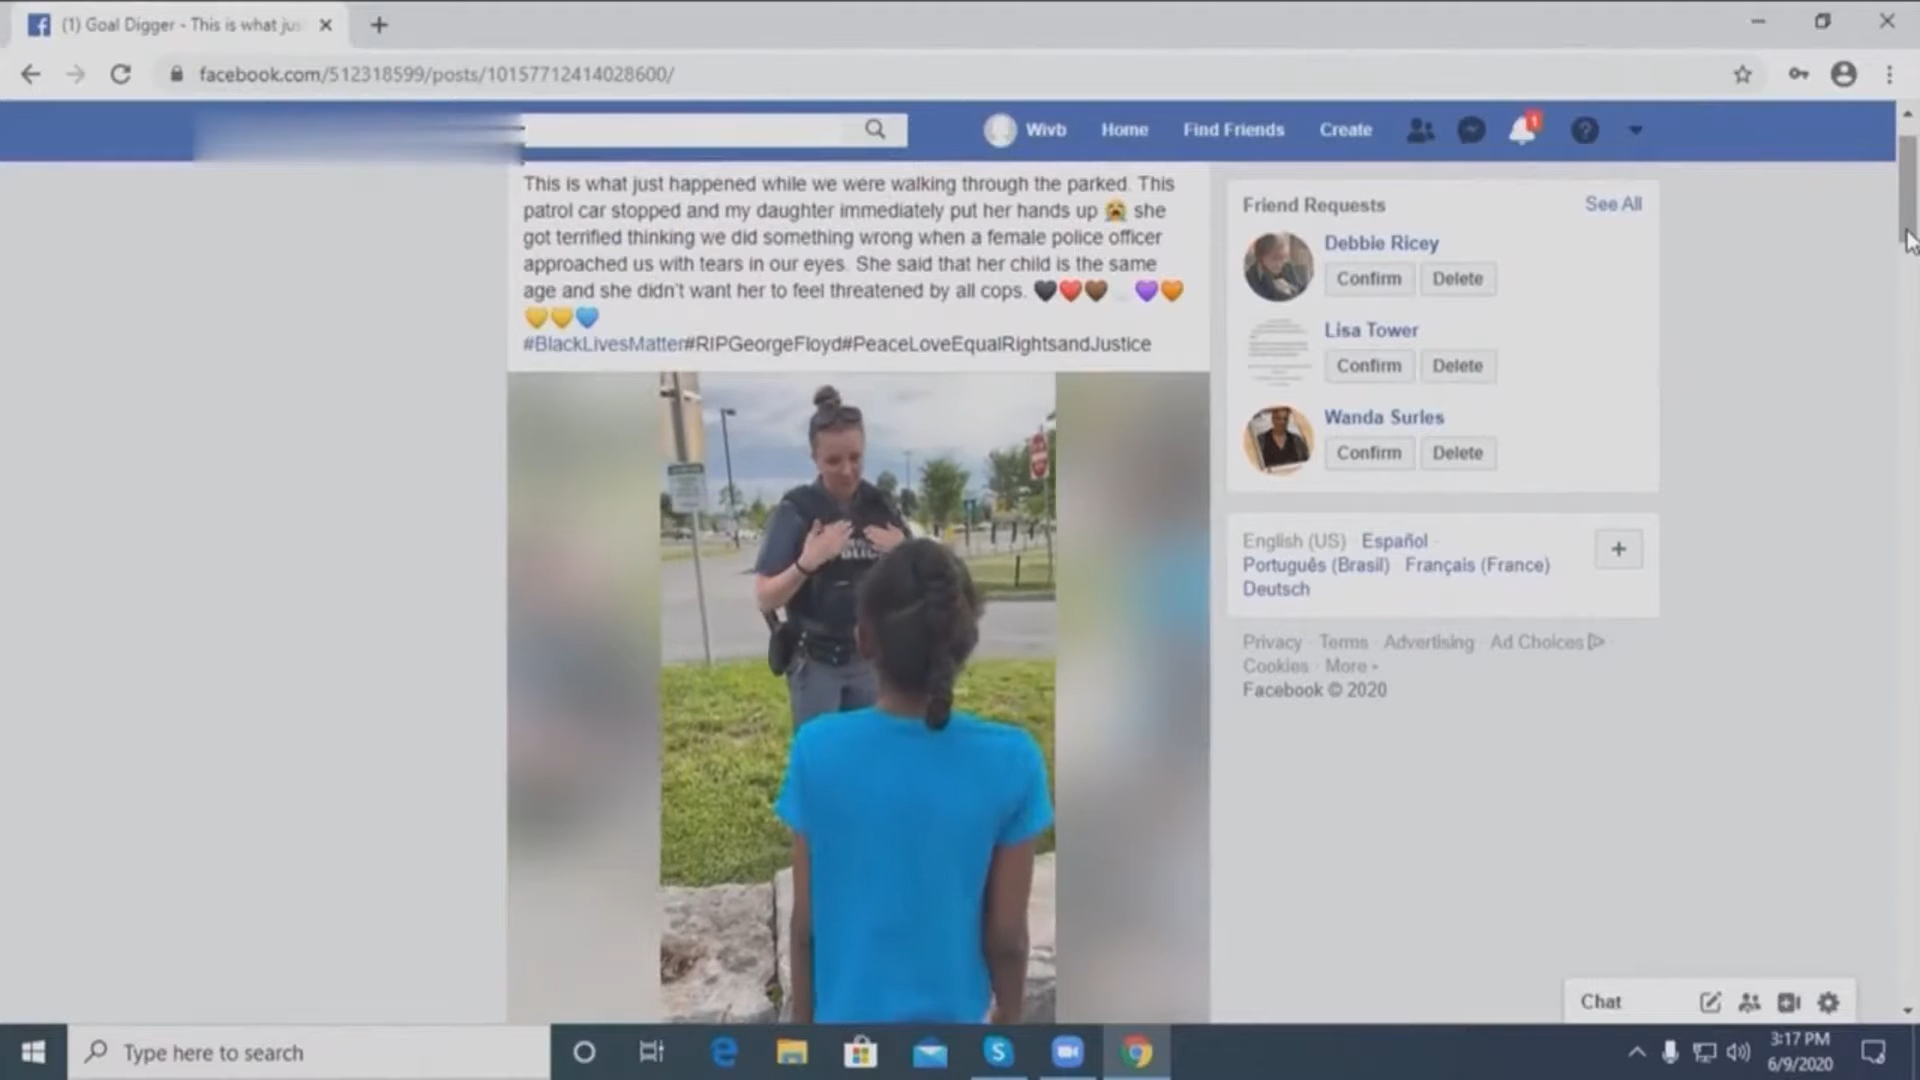 (1) Goal Digger - This is what jus
facebook.com/512318599/posts/10157712414028600/
Wivb Home Find Friends Create 1
This is what just happened while we were walking through the parked. This
patrol car stopped and my daughter immediately put her hands up 😭 she
got terrified thinking we did something wrong when a female police officer
approached us with tears in our eyes. She said that her child is the same
age and she didn't want her to feel threatened by all cops. 🖤❤️🤎🤍💜🧡
💛💛💙
#BlackLivesMatter#RIPGeorgeFloyd#PeaceLoveEqualRightsandJustice
Friend Requests See All
Debbie Ricey
Confirm Delete
Lisa Tower
Confirm Delete
Wanda Surles
Confirm Delete
English (US) · Español ·
Português (Brasil) · Français (France) ·
Deutsch
Privacy · Terms · Advertising · Ad Choices ·
Cookies · More
Facebook © 2020
Chat
Type here to search
3:17 PM
6/9/2020